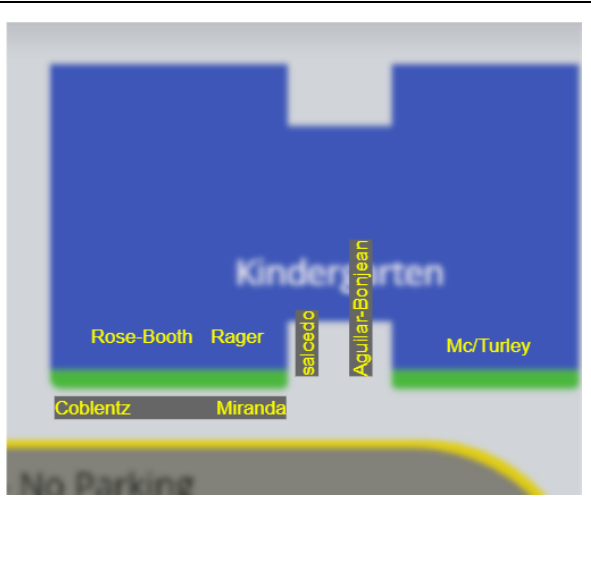 Kindergarten
Aguilar-Bonjean
salcedo
Rose-Booth Rager
Mc/Turley
Coblentz Miranda
No Parking